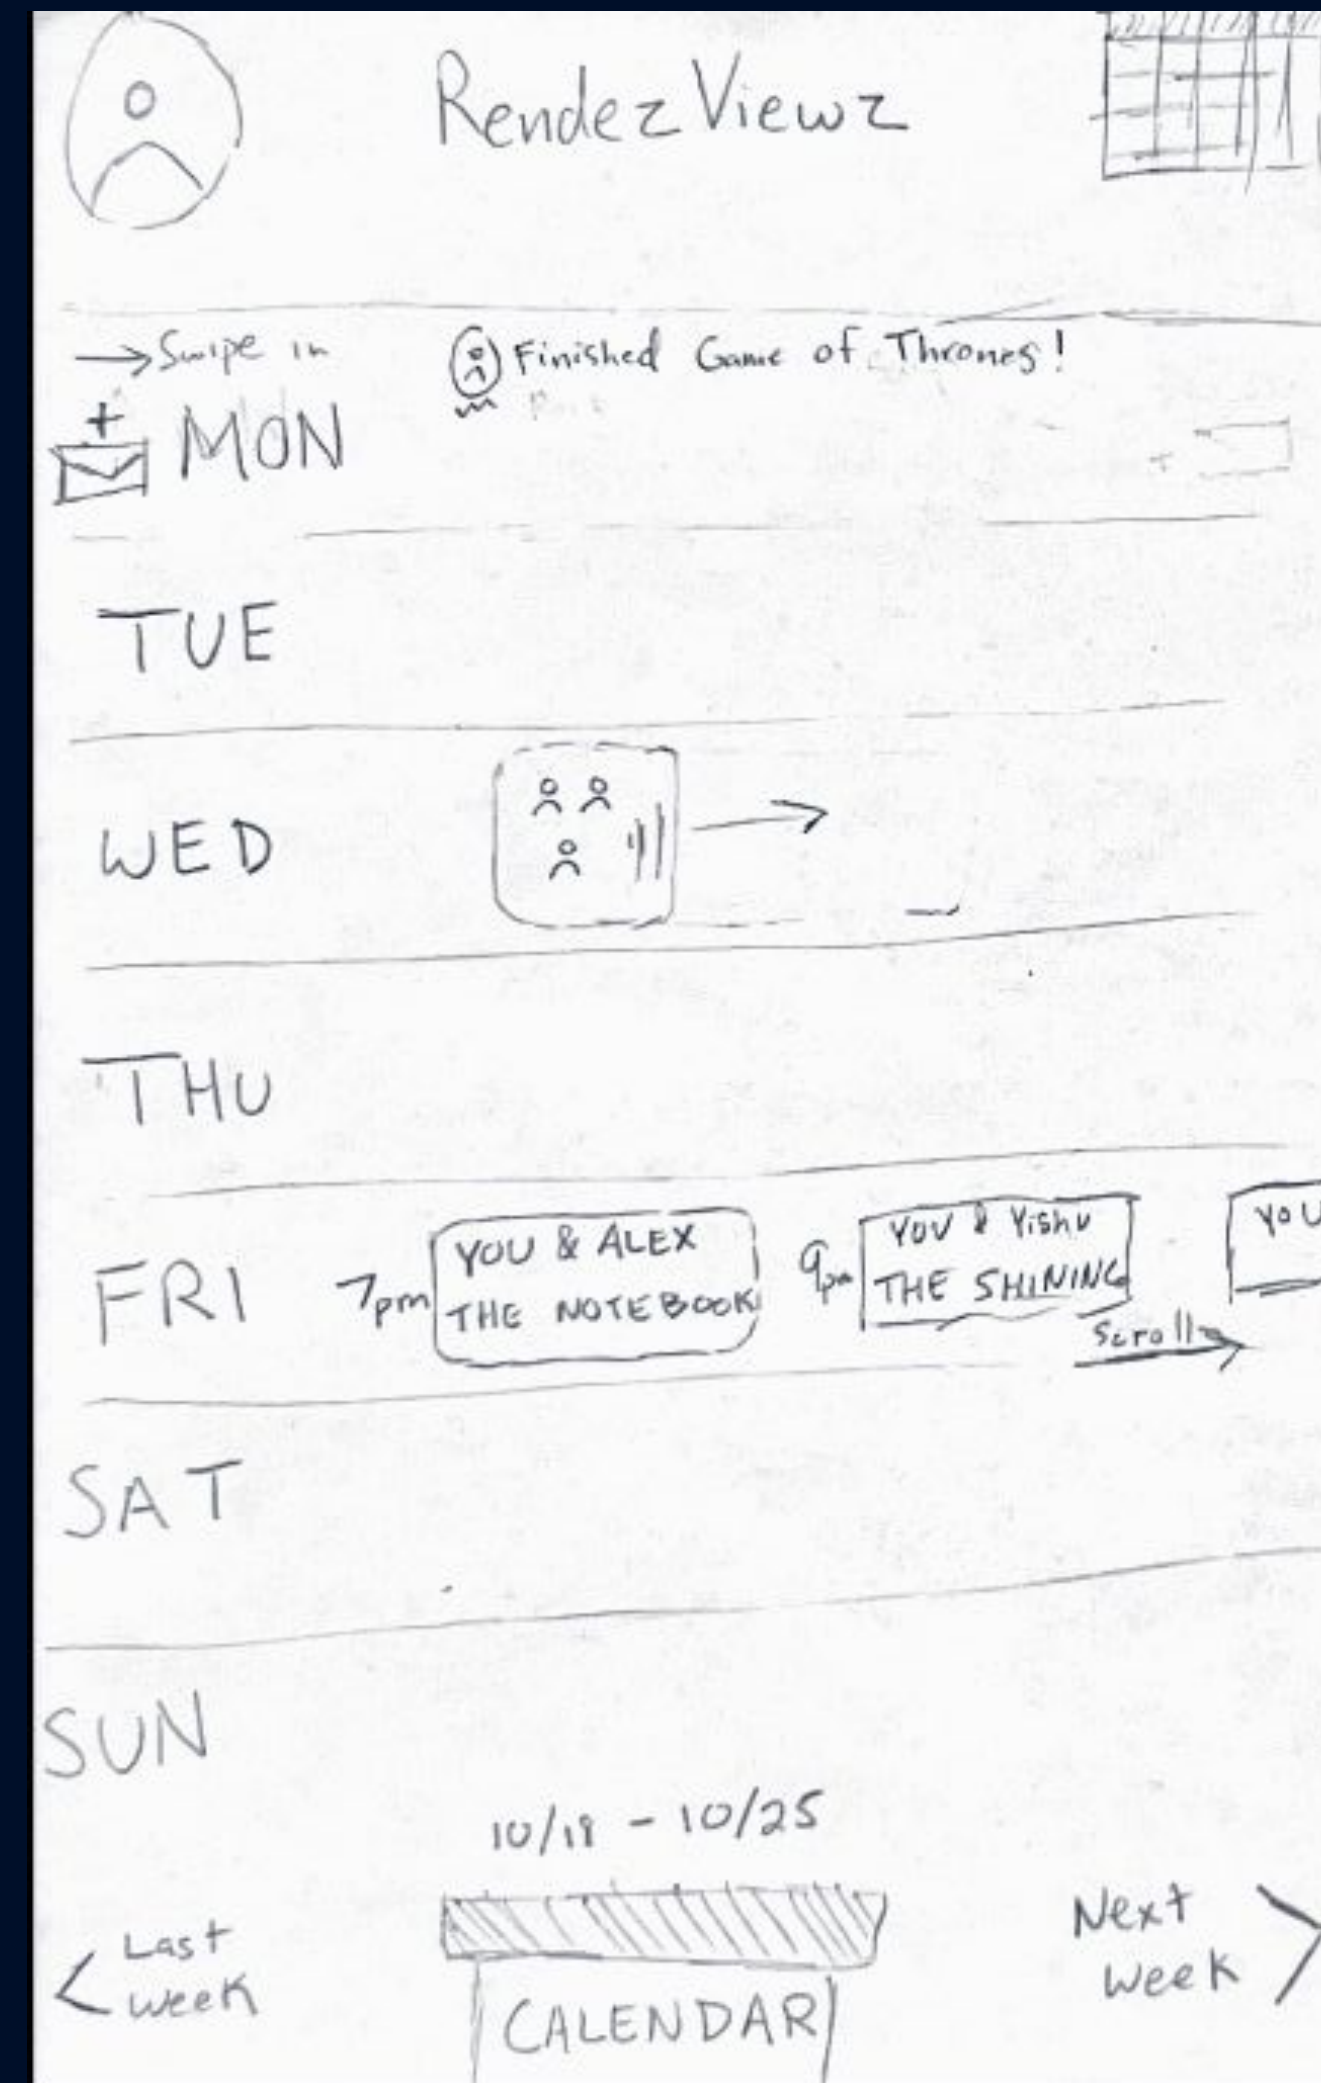 RendezViewz
→ Swipe in
Finished Game of Thrones!
+
MON
+
TUE
WED
THU
FRI
7pm
YOU & ALEX
THE NOTEBOOK
9pm
YOU & Yishu
THE SHINING
YOU
Scroll
SAT
SUN
10/18 - 10/25
< Last
week
Next >
week
CALENDAR